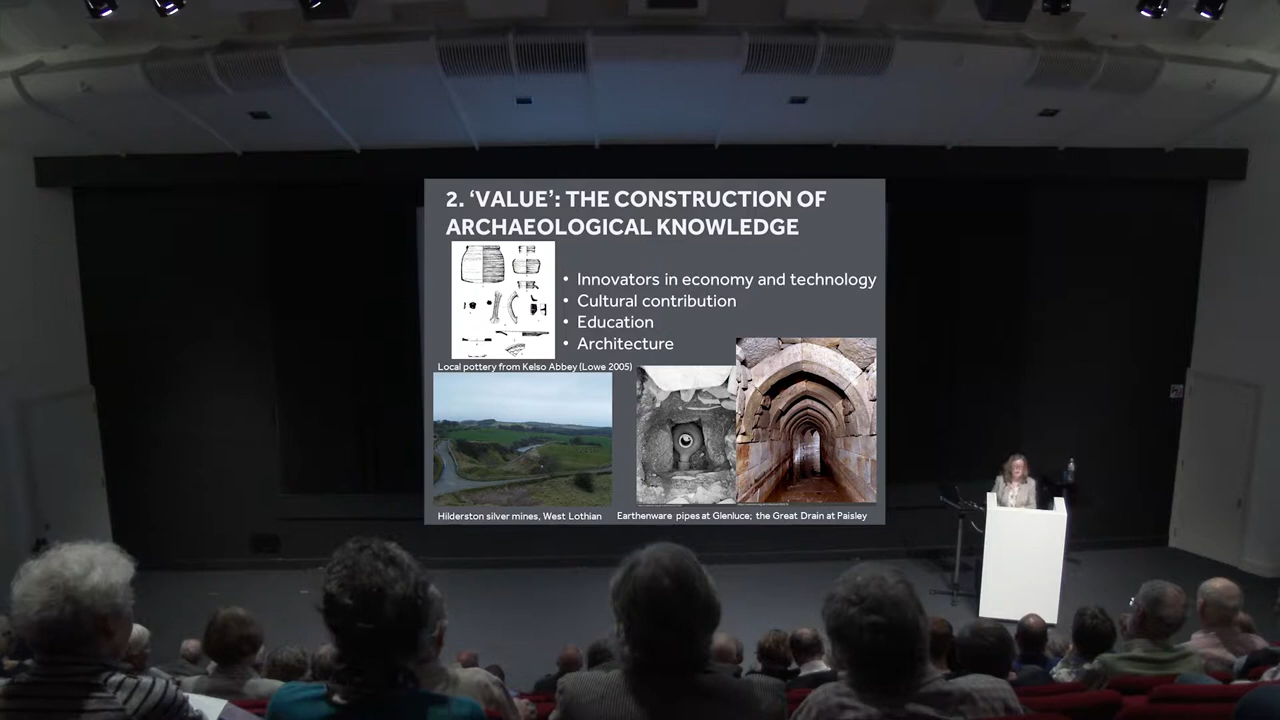 2. ‘VALUE’: THE CONSTRUCTION OF
ARCHAEOLOGICAL KNOWLEDGE
• Innovators in economy and technology
• Cultural contribution
• Education
• Architecture
Local pottery from Kelso Abbey (Lowe 2005)
Hilderston silver mines, West Lothian
Earthenware pipes at Glenluce; the Great Drain at Paisley